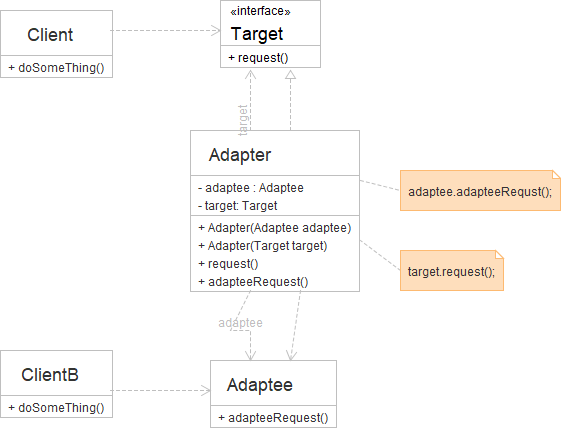 «interface»
Client
Target
+ doSomeThing()
+ request()
target
Adapter
- adaptee : Adaptee
- target: Target
+ Adapter(Adaptee adaptee)
+ Adapter(Target target)
+ request()
+ adapteeRequest()
adaptee.adapteeRequst();
target.request();
adaptee
ClientB
+ doSomeThing()
Adaptee
+ adapteeRequest()